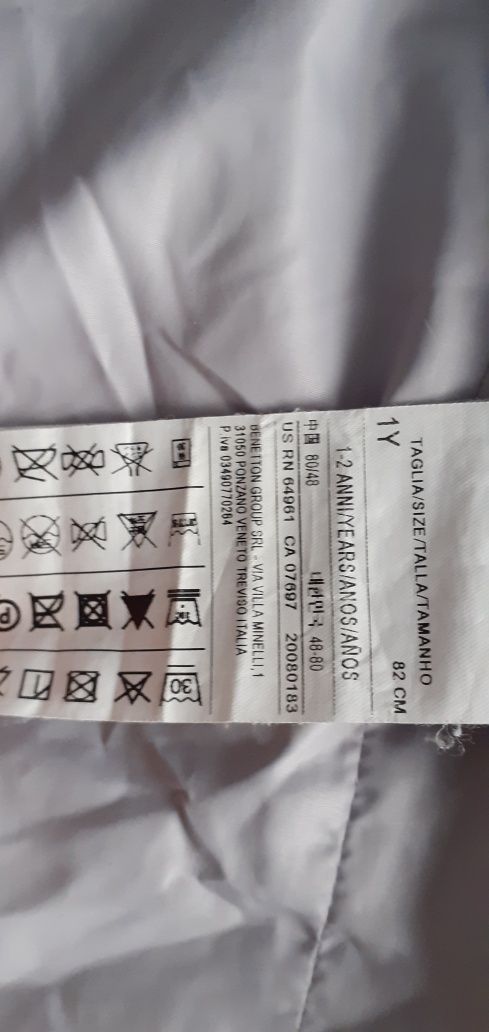 TAGLIA/SIZE/TALLA/TAMANHO
1Y 82 CM
1-2 ANNI/YEARS/ANOS/AÑOS
中国 80/48 대한민국 48-80
US RN 64961 CA 07697 20080183
BENETTON GROUP SRL - VIA VILLA MINELLI,1
31050 PONZANO VENETO TREVISO ITALIA
P.iva 03490770264
30
P